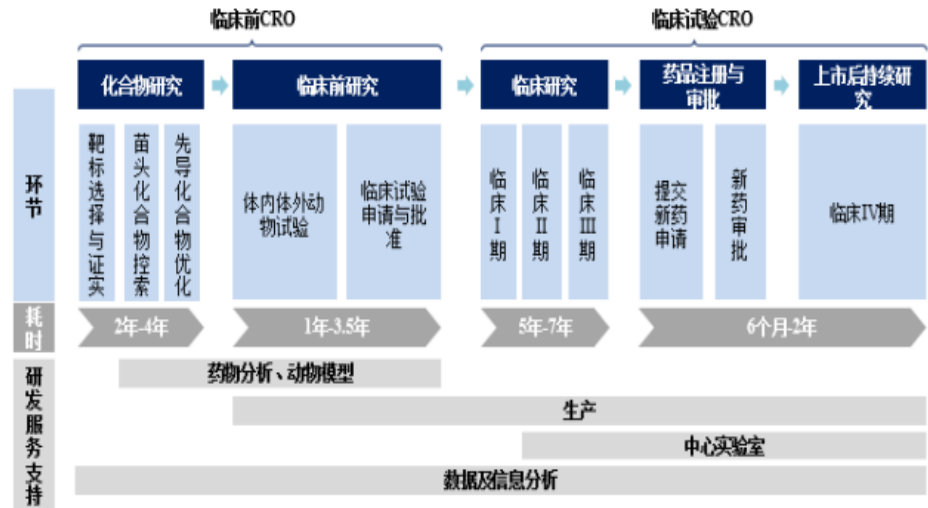 临床前CRO
临床试验CRO
化合物研究
临床前研究
临床研究
药品注册与
审批
上市后持续研
究
环节
靶标选择与证实
苗头化合物控索
先导化合物优化
体内体外动
物试验
临床试验
申请与批
准
临床I期
临床II期
临床III期
提交
新药
申请
新药审批
临床IV期
耗时
2年-4年
1年-3.5年
5年-7年
6个月-2年
研发服务支持
药物分析、动物模型
生产
中心实验室
数据及信息分析